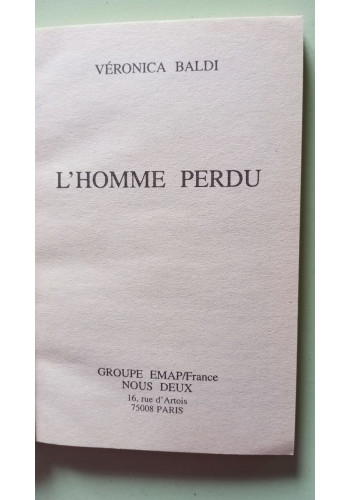 VÉRONICA BALDI
L'HOMME PERDU
GROUPE EMAP/France
NOUS DEUX
16, rue d'Artois
75008 PARIS